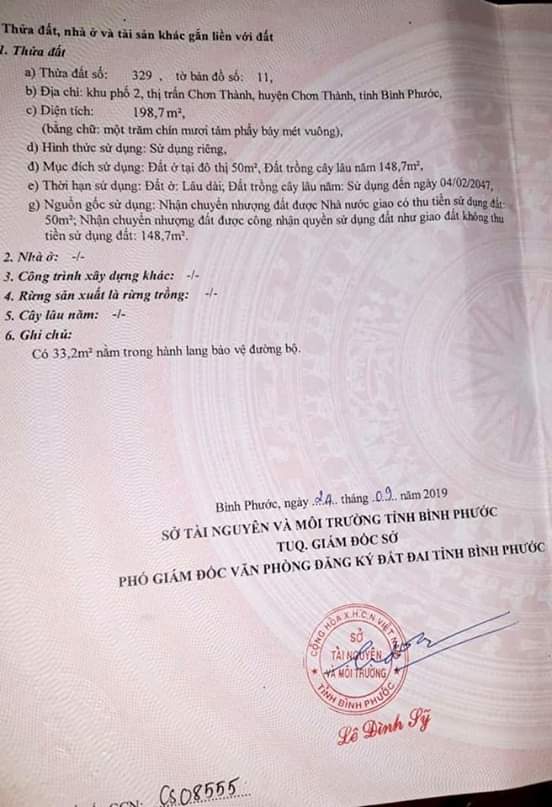 Thửa đất, nhà ở và tài sản khác gắn liền với đất
1. Thửa đất
a) Thửa đất số: 329 , tờ bản đồ số: 11,
b) Địa chỉ: khu phố 2, thị trấn Chơn Thành, huyện Chơn Thành, tỉnh Bình Phước,
c) Diện tích: 198,7 m²,
(bằng chữ: một trăm chín mươi tám phẩy bảy mét vuông),
d) Hình thức sử dụng: Sử dụng riêng,
đ) Mục đích sử dụng: Đất ở tại đô thị 50m², Đất trồng cây lâu năm 148,7m²,
e) Thời hạn sử dụng: Đất ở: Lâu dài; Đất trồng cây lâu năm: Sử dụng đến ngày 04/02/2047,
g) Nguồn gốc sử dụng: Nhận chuyển nhượng đất được Nhà nước giao có thu tiền sử dụng đất:
50m²; Nhận chuyển nhượng đất được công nhận quyền sử dụng đất như giao đất không thu
tiền sử dụng đất: 148,7m².
2. Nhà ở: -/-
3. Công trình xây dựng khác: -/-
4. Rừng sản xuất là rừng trồng: -/-
5. Cây lâu năm: -/-
6. Ghi chú:
Có 33,2m² nằm trong hành lang bảo vệ đường bộ.
Bình Phước, ngày 24 tháng 09 năm 2019
SỞ TÀI NGUYÊN VÀ MÔI TRƯỜNG TỈNH BÌNH PHƯỚC
TUQ. GIÁM ĐỐC SỞ
PHÓ GIÁM ĐỐC VĂN PHÒNG ĐĂNG KÝ ĐẤT ĐAI TỈNH BÌNH PHƯỚC
CỘNG HÒA X.H.C.N VIỆT
SỞ
TÀI NGUYÊN
VÀ MÔI TRƯỜNG
TỈNH BÌNH PHƯỚC
Lê Đình Sỹ
GCN: CS08555